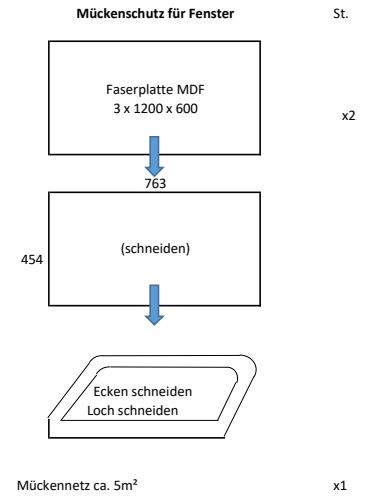 Mückenschutz für Fenster St.
Faserplatte MDF
3 x 1200 x 600
x2
763
454
(schneiden)
Ecken schneiden
Loch schneiden
Mückennetz ca. 5m² x1